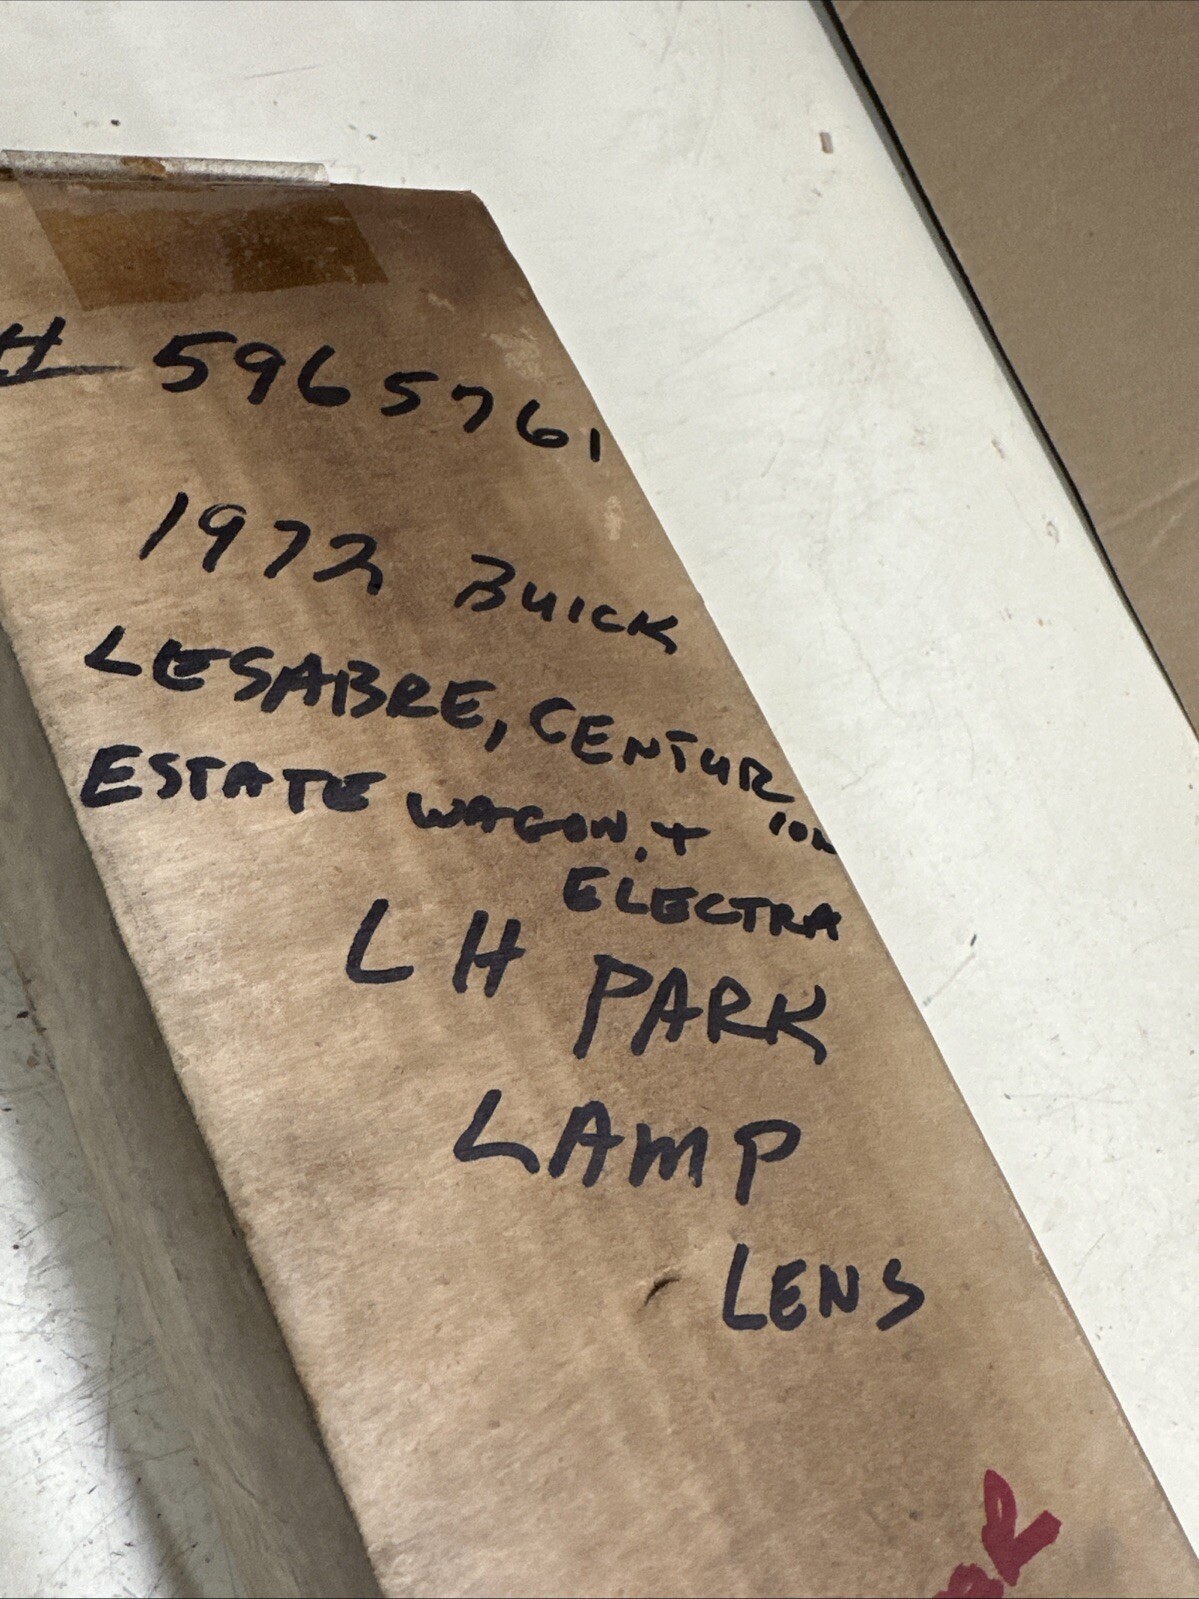 # 5965761
1972 BUICK
LESABRE, CENTURION
ESTATE WAGON, +
ELECTRA
LH PARK
LAMP
LENS